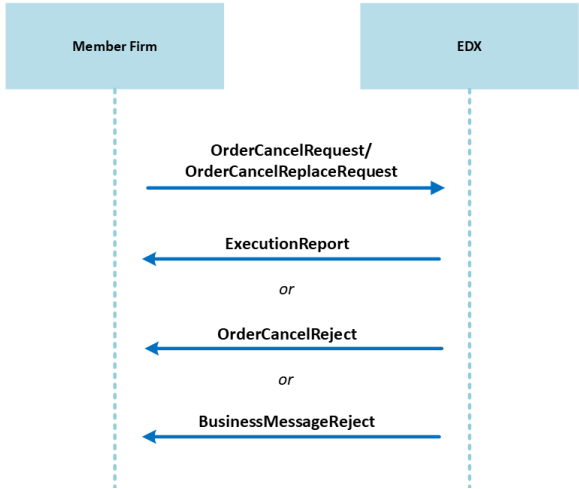 Member Firm
EDX
OrderCancelRequest/
OrderCancelReplaceRequest
ExecutionReport
or
OrderCancelReject
or
BusinessMessageReject